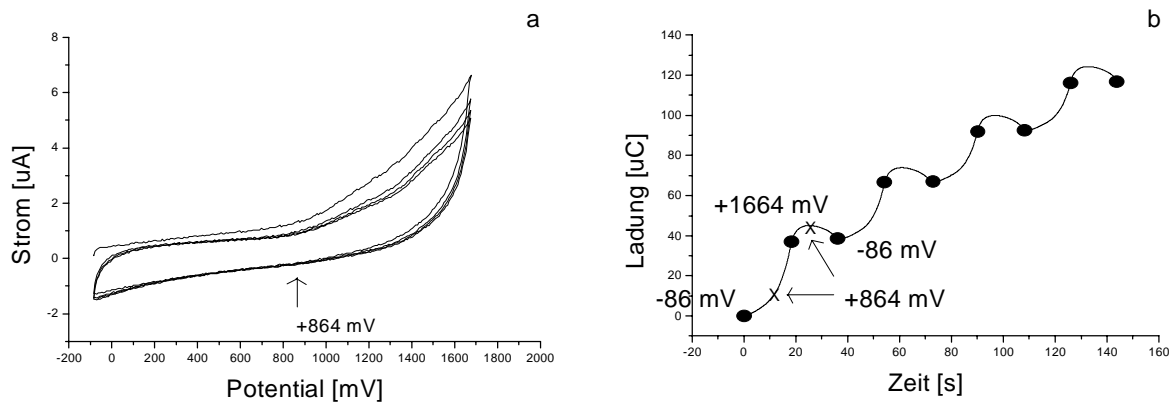 a
8
6
4
2
0
-2
Strom [uA]
+864 mV
-200 0 200 400 600 800 1000 1200 1400 1600 1800 2000
Potential [mV]
b
140
120
100
80
60
40
20
0
Ladung [uC]
+1664 mV
-86 mV
-86 mV
+864 mV
-20 0 20 40 60 80 100 120 140 160
Zeit [s]